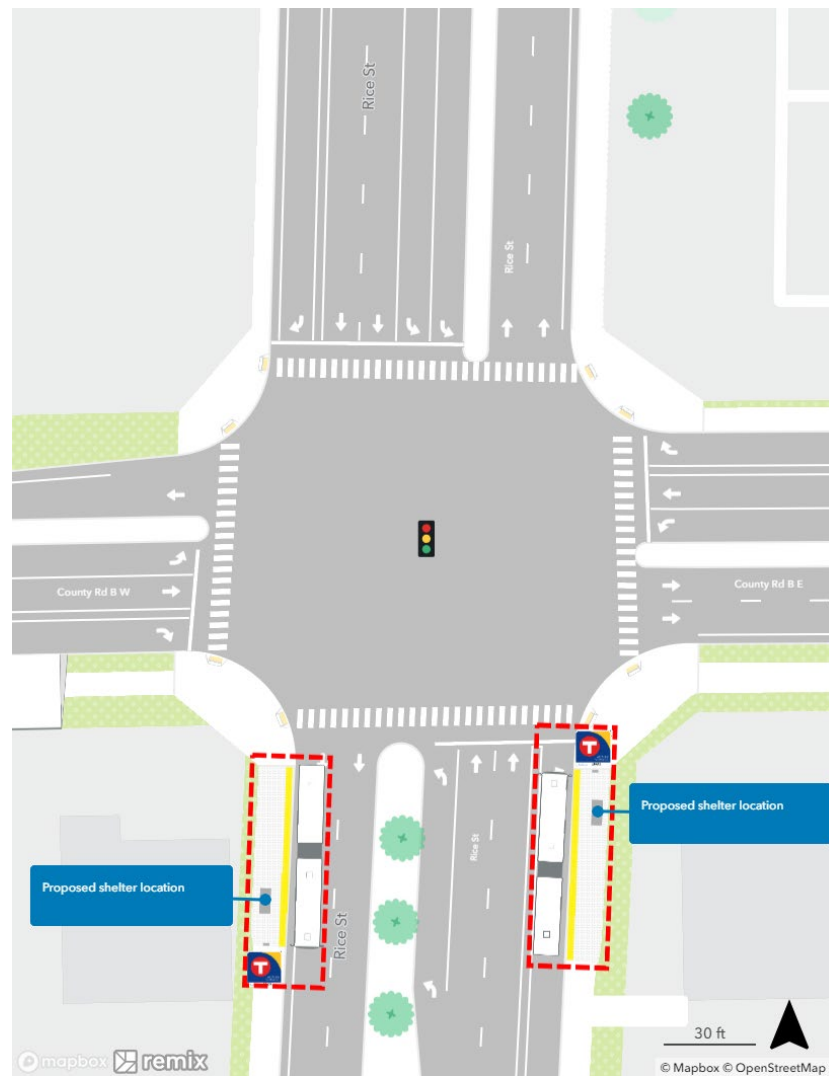 Rice St
Rice St
County Rd B W
County Rd B E
T
Proposed shelter location
Rice St
Proposed shelter location
Rice St
T
30 ft
mapbox remix
© Mapbox © OpenStreetMap